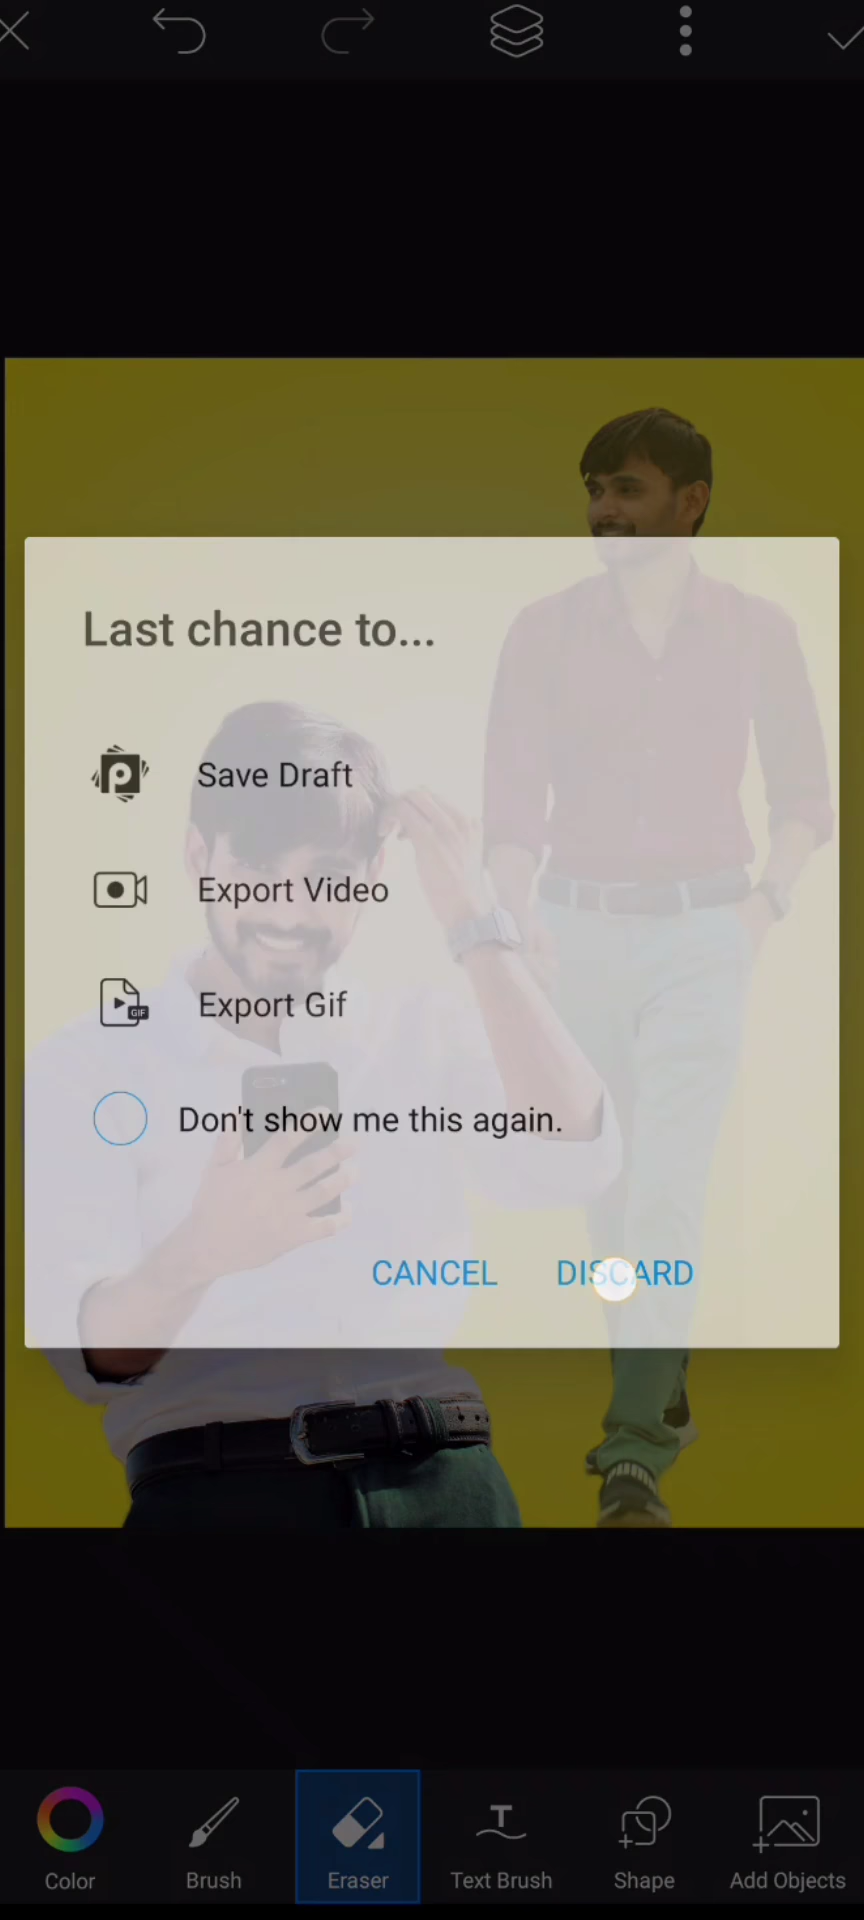 Last chance to...
Save Draft
Export Video
GIF
Export Gif
Don't show me this again.
CANCEL DISCARD
Color Brush Eraser Text Brush Shape Add Objects